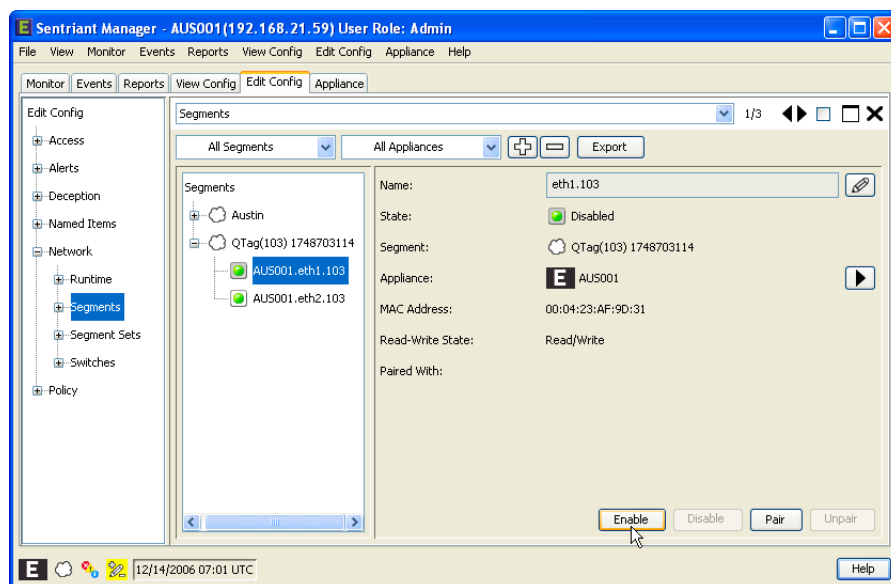 E Sentriant Manager - AUS001(192.168.21.59) User Role: Admin
File View Monitor Events Reports View Config Edit Config Appliance Help
Monitor Events Reports View Config Edit Config Appliance
Edit Config
Access
Alerts
Deception
Named Items
Network
Runtime
Segments
Segment Sets
Switches
Policy
Segments 1/3
All Segments All Appliances Export
Segments
Austin
QTag(103) 1748703114
AUS001.eth1.103
AUS001.eth2.103
Name: eth1.103
State: Disabled
Segment: QTag(103) 1748703114
Appliance: E AUS001
MAC Address: 00:04:23:AF:9D:31
Read-Write State: Read/Write
Paired With:
Enable Disable Pair Unpair
E 12/14/2006 07:01 UTC Help